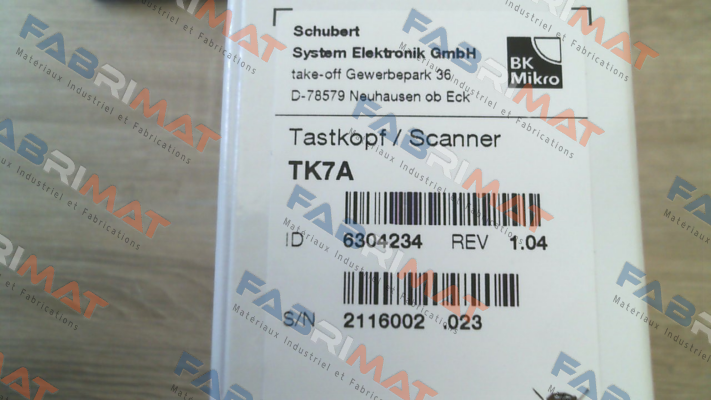 Schubert
System Elektronik GmbH
take-off Gewerbepark 36
D-78579 Neuhausen ob Eck
BK
Mikro
Tastkopf / Scanner
TK7A
ID 6304234 REV 1.04
S/N 2116002 .023
FABRIMAT
Matériaux Industriel et Fabrications